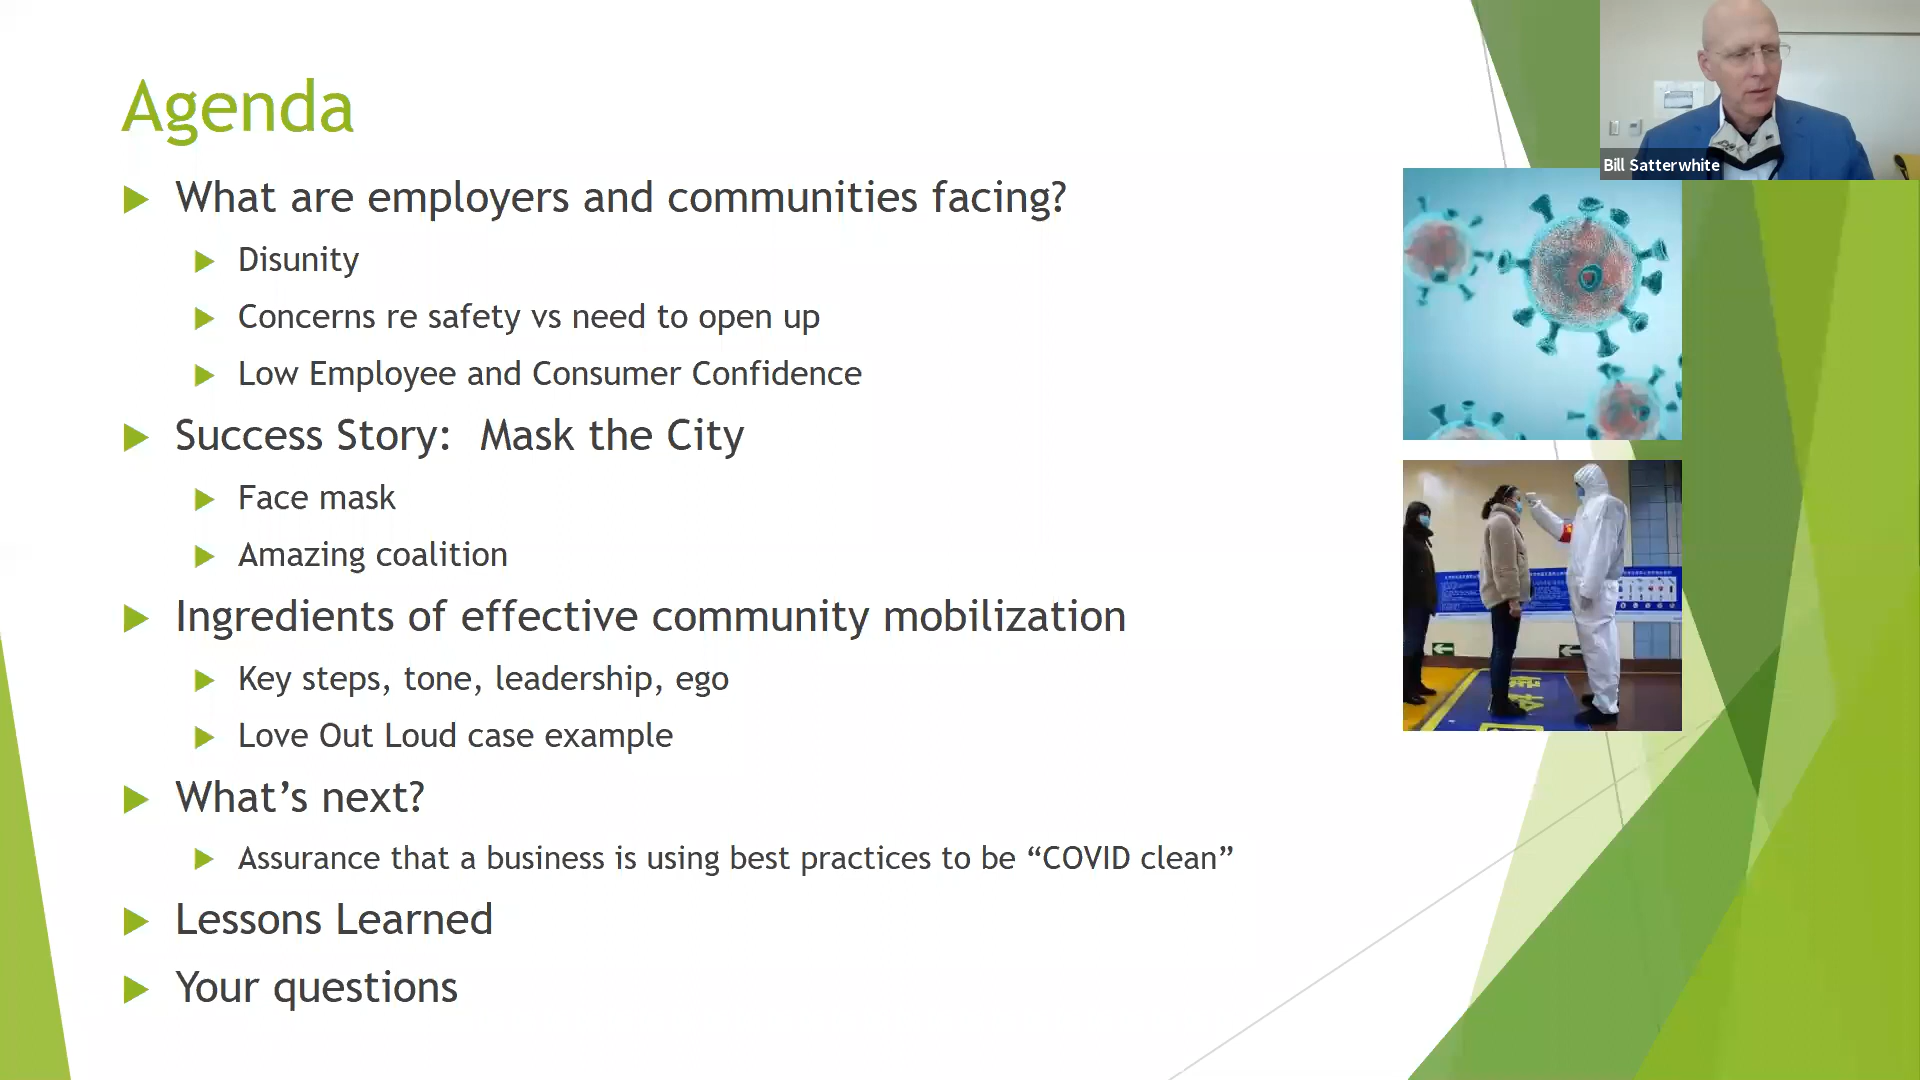 Agenda
What are employers and communities facing?
Disunity
Concerns re safety vs need to open up
Low Employee and Consumer Confidence
Success Story:  Mask the City
Face mask
Amazing coalition
Ingredients of effective community mobilization
Key steps, tone, leadership, ego
Love Out Loud case example
What’s next?
Assurance that a business is using best practices to be “COVID clean”
Lessons Learned
Your questions
Bill Satterwhite